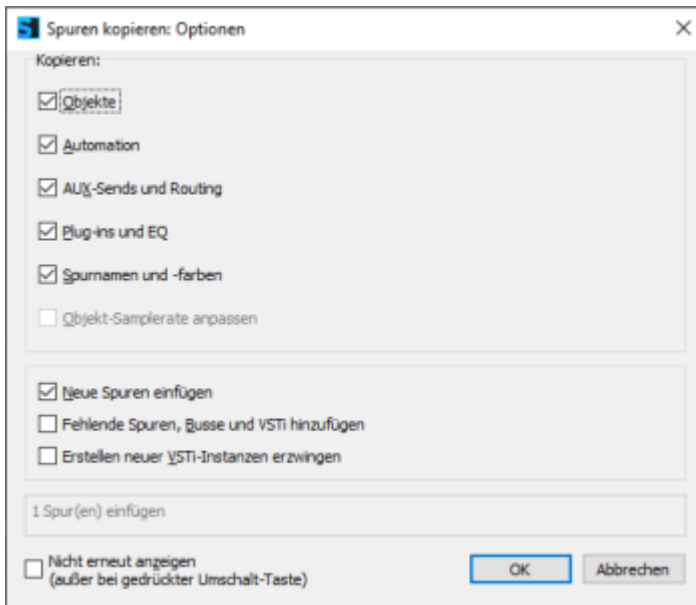 Spuren kopieren: Optionen
Kopieren:
Objekte
Automation
AUX-Sends und Routing
Plug-ins und EQ
Spurnamen und -farben
Objekt-Samplerate anpassen
Neue Spuren einfügen
Fehlende Spuren, Busse und VSTi hinzufügen
Erstellen neuer VSTi-Instanzen erzwingen
1 Spur(en) einfügen
Nicht erneut anzeigen
(außer bei gedrückter Umschalt-Taste)
OK
Abbrechen